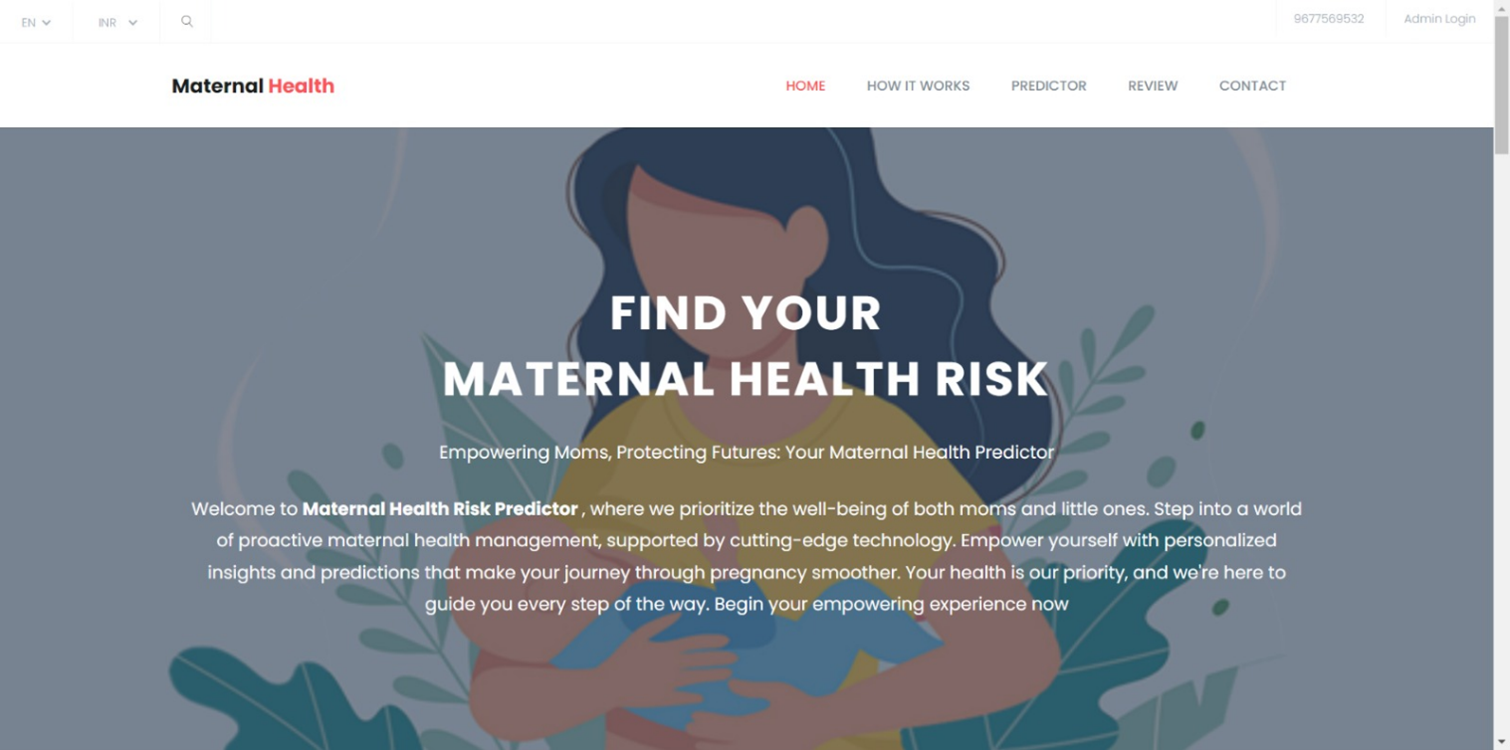 EN INR 9677569532 Admin Login
Maternal Health HOME HOW IT WORKS PREDICTOR REVIEW CONTACT
FIND YOUR
MATERNAL HEALTH RISK
Empowering Moms, Protecting Futures: Your Maternal Health Predictor
Welcome to Maternal Health Risk Predictor , where we prioritize the well-being of both moms and little ones. Step into a world
of proactive maternal health management, supported by cutting-edge technology. Empower yourself with personalized
insights and predictions that make your journey through pregnancy smoother. Your health is our priority, and we're here to
guide you every step of the way. Begin your empowering experience now